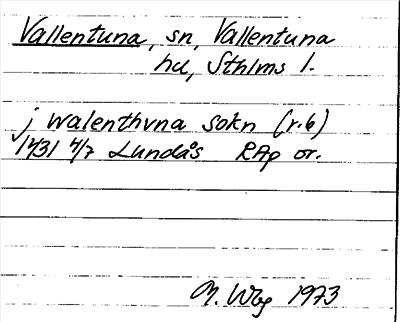 Vallentuna, sn, Vallentuna
hd, Sthlms l.
j walenthvna sokn (r. 6)
1431 4/7 Lundås RAp or.
M. Wbg 1973